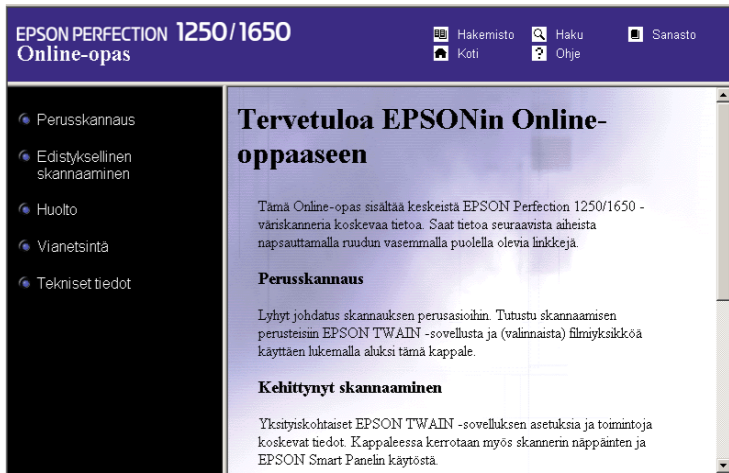 EPSON PERFECTION 1250/1650
Online-opas
Hakemisto
Haku
Sanasto
Koti
Ohje
Perusskannaus
Edistyksellinen
skannaaminen
Huolto
Vianetsintä
Tekniset tiedot
Tervetuloa EPSONin Online-
oppaaseen
Tämä Online-opas sisältää keskeistä EPSON Perfection 1250/1650 -
väriskanneria koskevaa tietoa. Saat tietoa seuraavista aiheista
napsauttamalla ruudun vasemmalla puolella olevia linkkejä.
Perusskannaus
Lyhyt johdatus skannauksen perusasioihin. Tutustu skannaamisen
perusteisiin EPSON TWAIN -sovellusta ja (valinnaista) filmiyksikköä
käyttäen lukemalla aluksi tämä kappale.
Kehittynyt skannaaminen
Yksityiskohtaiset EPSON TWAIN -sovelluksen asetuksia ja toimintoja
koskevat tiedot. Kappaleessa kerrotaan myös skannerin näppäinten ja
EPSON Smart Panelin käytöstä.